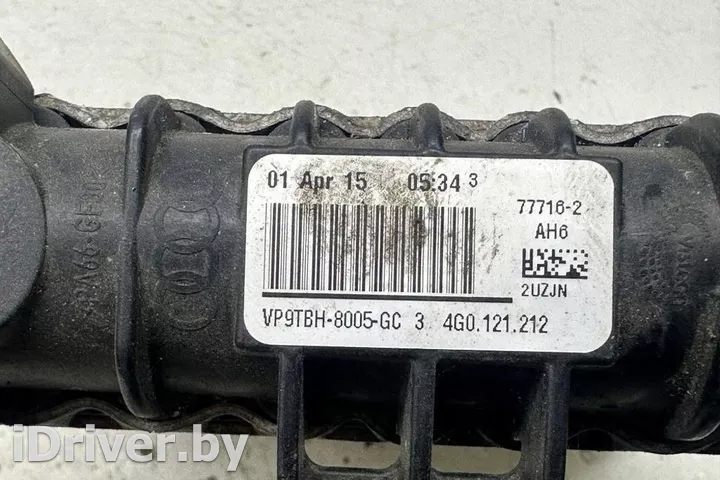 01 Apr 15 05:34 3
77716-2
AH6
2UZJN
VP9TBH-8005-GC 3 4G0.121.212
iDriver.by